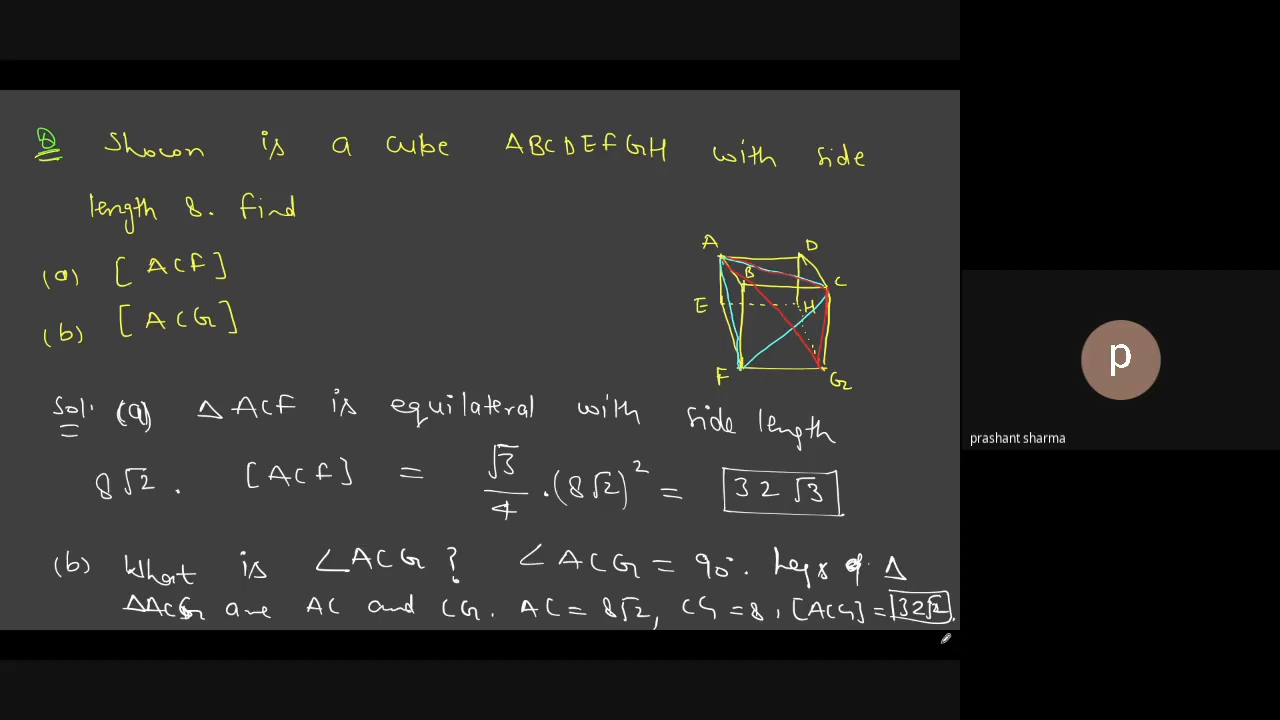 Q Shown is a cube ABCDEFGH with side
length 8. find
(a) [ACF]
(b) [ACG]
A D
B C
E H
F G
Sol. (a) Δ ACF is equilateral with side length
8√2. [ACF] = √3/4 · (8√2)² = 32√3
(b) What is ∠ACG? ∠ACG = 90°. Legs of Δ
ΔACG are AC and CG. AC = 8√2, CG = 8, [ACG] = 32√2.
p
prashant sharma